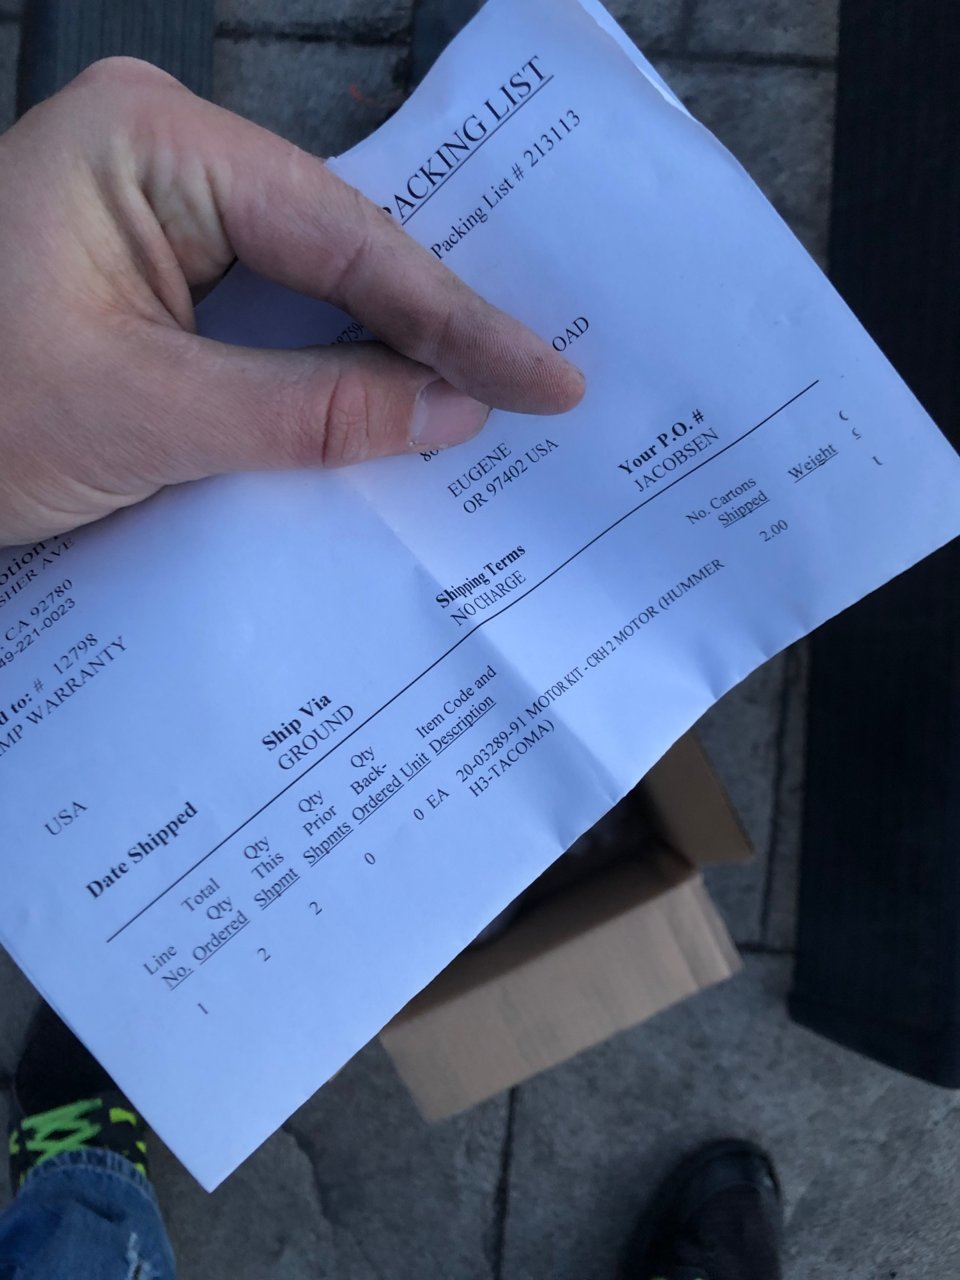 PACKING LIST
Packing List # 213113
OAD
EUGENE
OR 97402 USA
otion
SHER AVE
CA 92780
49-221-0023
d to: # 12798
MP WARRANTY
USA
Date Shipped
Ship Via
GROUND
Shipping Terms
NO CHARGE
Your P.O. #
JACOBSEN
Line No.
Total Qty Ordered
Qty This Shpmt
Qty Prior Shpmts
Qty Back-Ordered
Unit
Item Code and Description
No. Cartons Shipped
Weight
1 2 2 0 0 EA 20-03289-91 MOTOR KIT - CRH 2 MOTOR (HUMMER 2.00
H3-TACOMA)